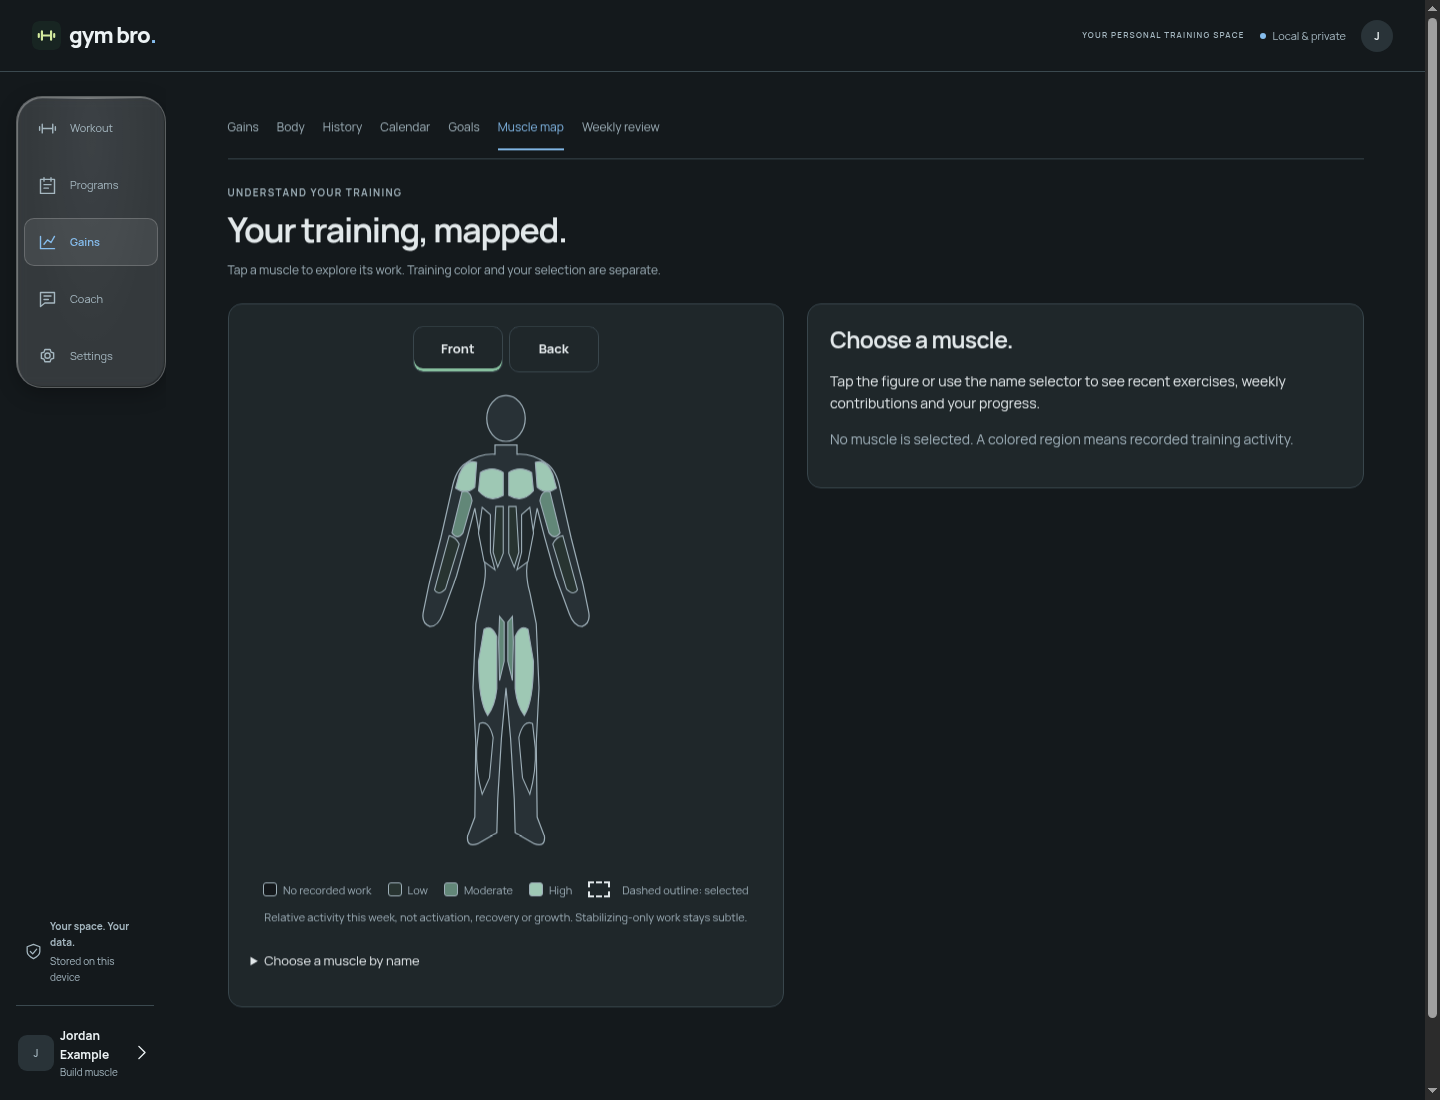 gym bro.
YOUR PERSONAL TRAINING SPACE
Local & private
J
Workout
Programs
Gains
Coach
Settings
Your space. Your
data.
Stored on this
device
J
Jordan
Example
Build muscle
Gains Body History Calendar Goals Muscle map Weekly review
UNDERSTAND YOUR TRAINING
Your training, mapped.
Tap a muscle to explore its work. Training color and your selection are separate.
Front
Back
No recorded work Low Moderate High Dashed outline: selected
Relative activity this week, not activation, recovery or growth. Stabilizing-only work stays subtle.
Choose a muscle by name
Choose a muscle.
Tap the figure or use the name selector to see recent exercises, weekly
contributions and your progress.
No muscle is selected. A colored region means recorded training activity.